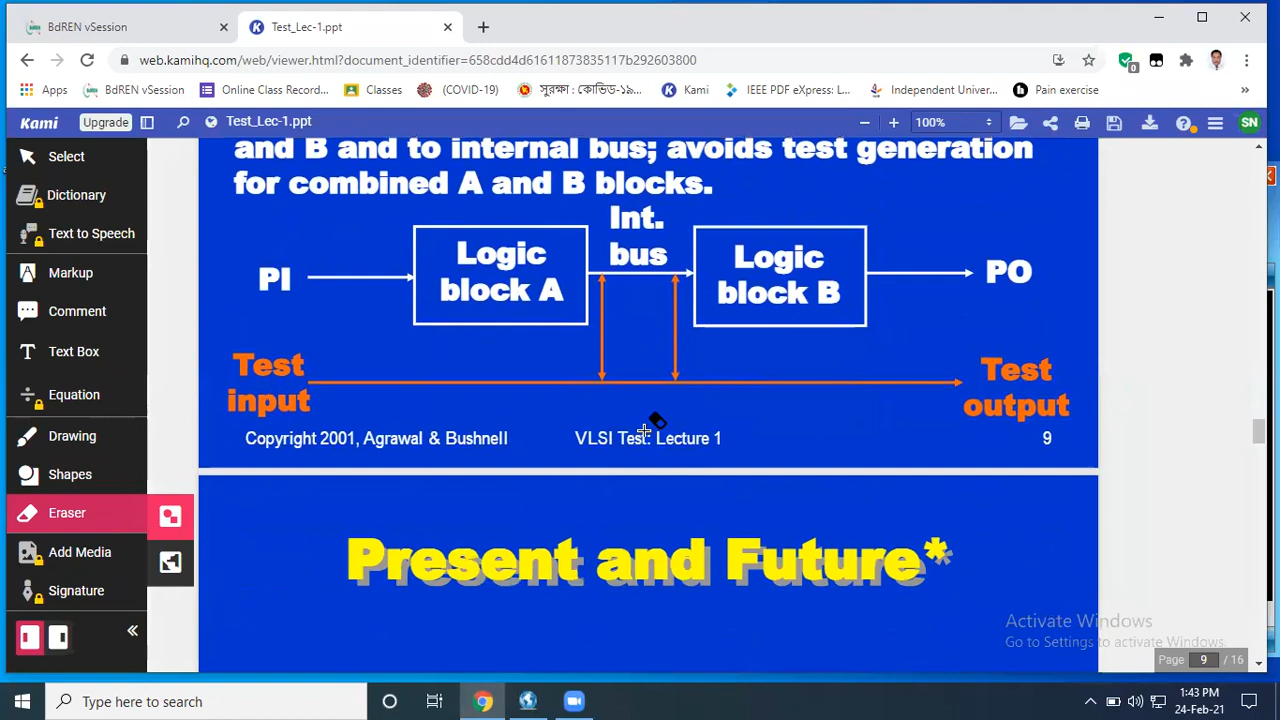 BdREN vSession
Test_Lec-1.ppt
web.kamihq.com/web/viewer.html?document_identifier=658cdd4d61611873835117b292603800
0
Apps
BdREN vSession
Online Class Record...
Classes
(COVID-19)
সুরক্ষা : কোভিড-১৯...
Kami
IEEE PDF eXpress: L...
Independent Univer...
Pain exercise
Kami
Upgrade
Test_Lec-1.ppt
100%
SN
Select
Dictionary
Text to Speech
Markup
Comment
Text Box
Equation
Drawing
Shapes
Eraser
Add Media
Signature
and B and to internal bus; avoids test generation
for combined A and B blocks.
Int.
bus
PI
Logic
block A
Logic
block B
PO
Test
input
Test
output
Copyright 2001, Agrawal & Bushnell
VLSI Test: Lecture 1
9
Present and Future*
Activate Windows
Go to Settings to activate Windows.
Page 9 / 16
Type here to search
1:43 PM
24-Feb-21